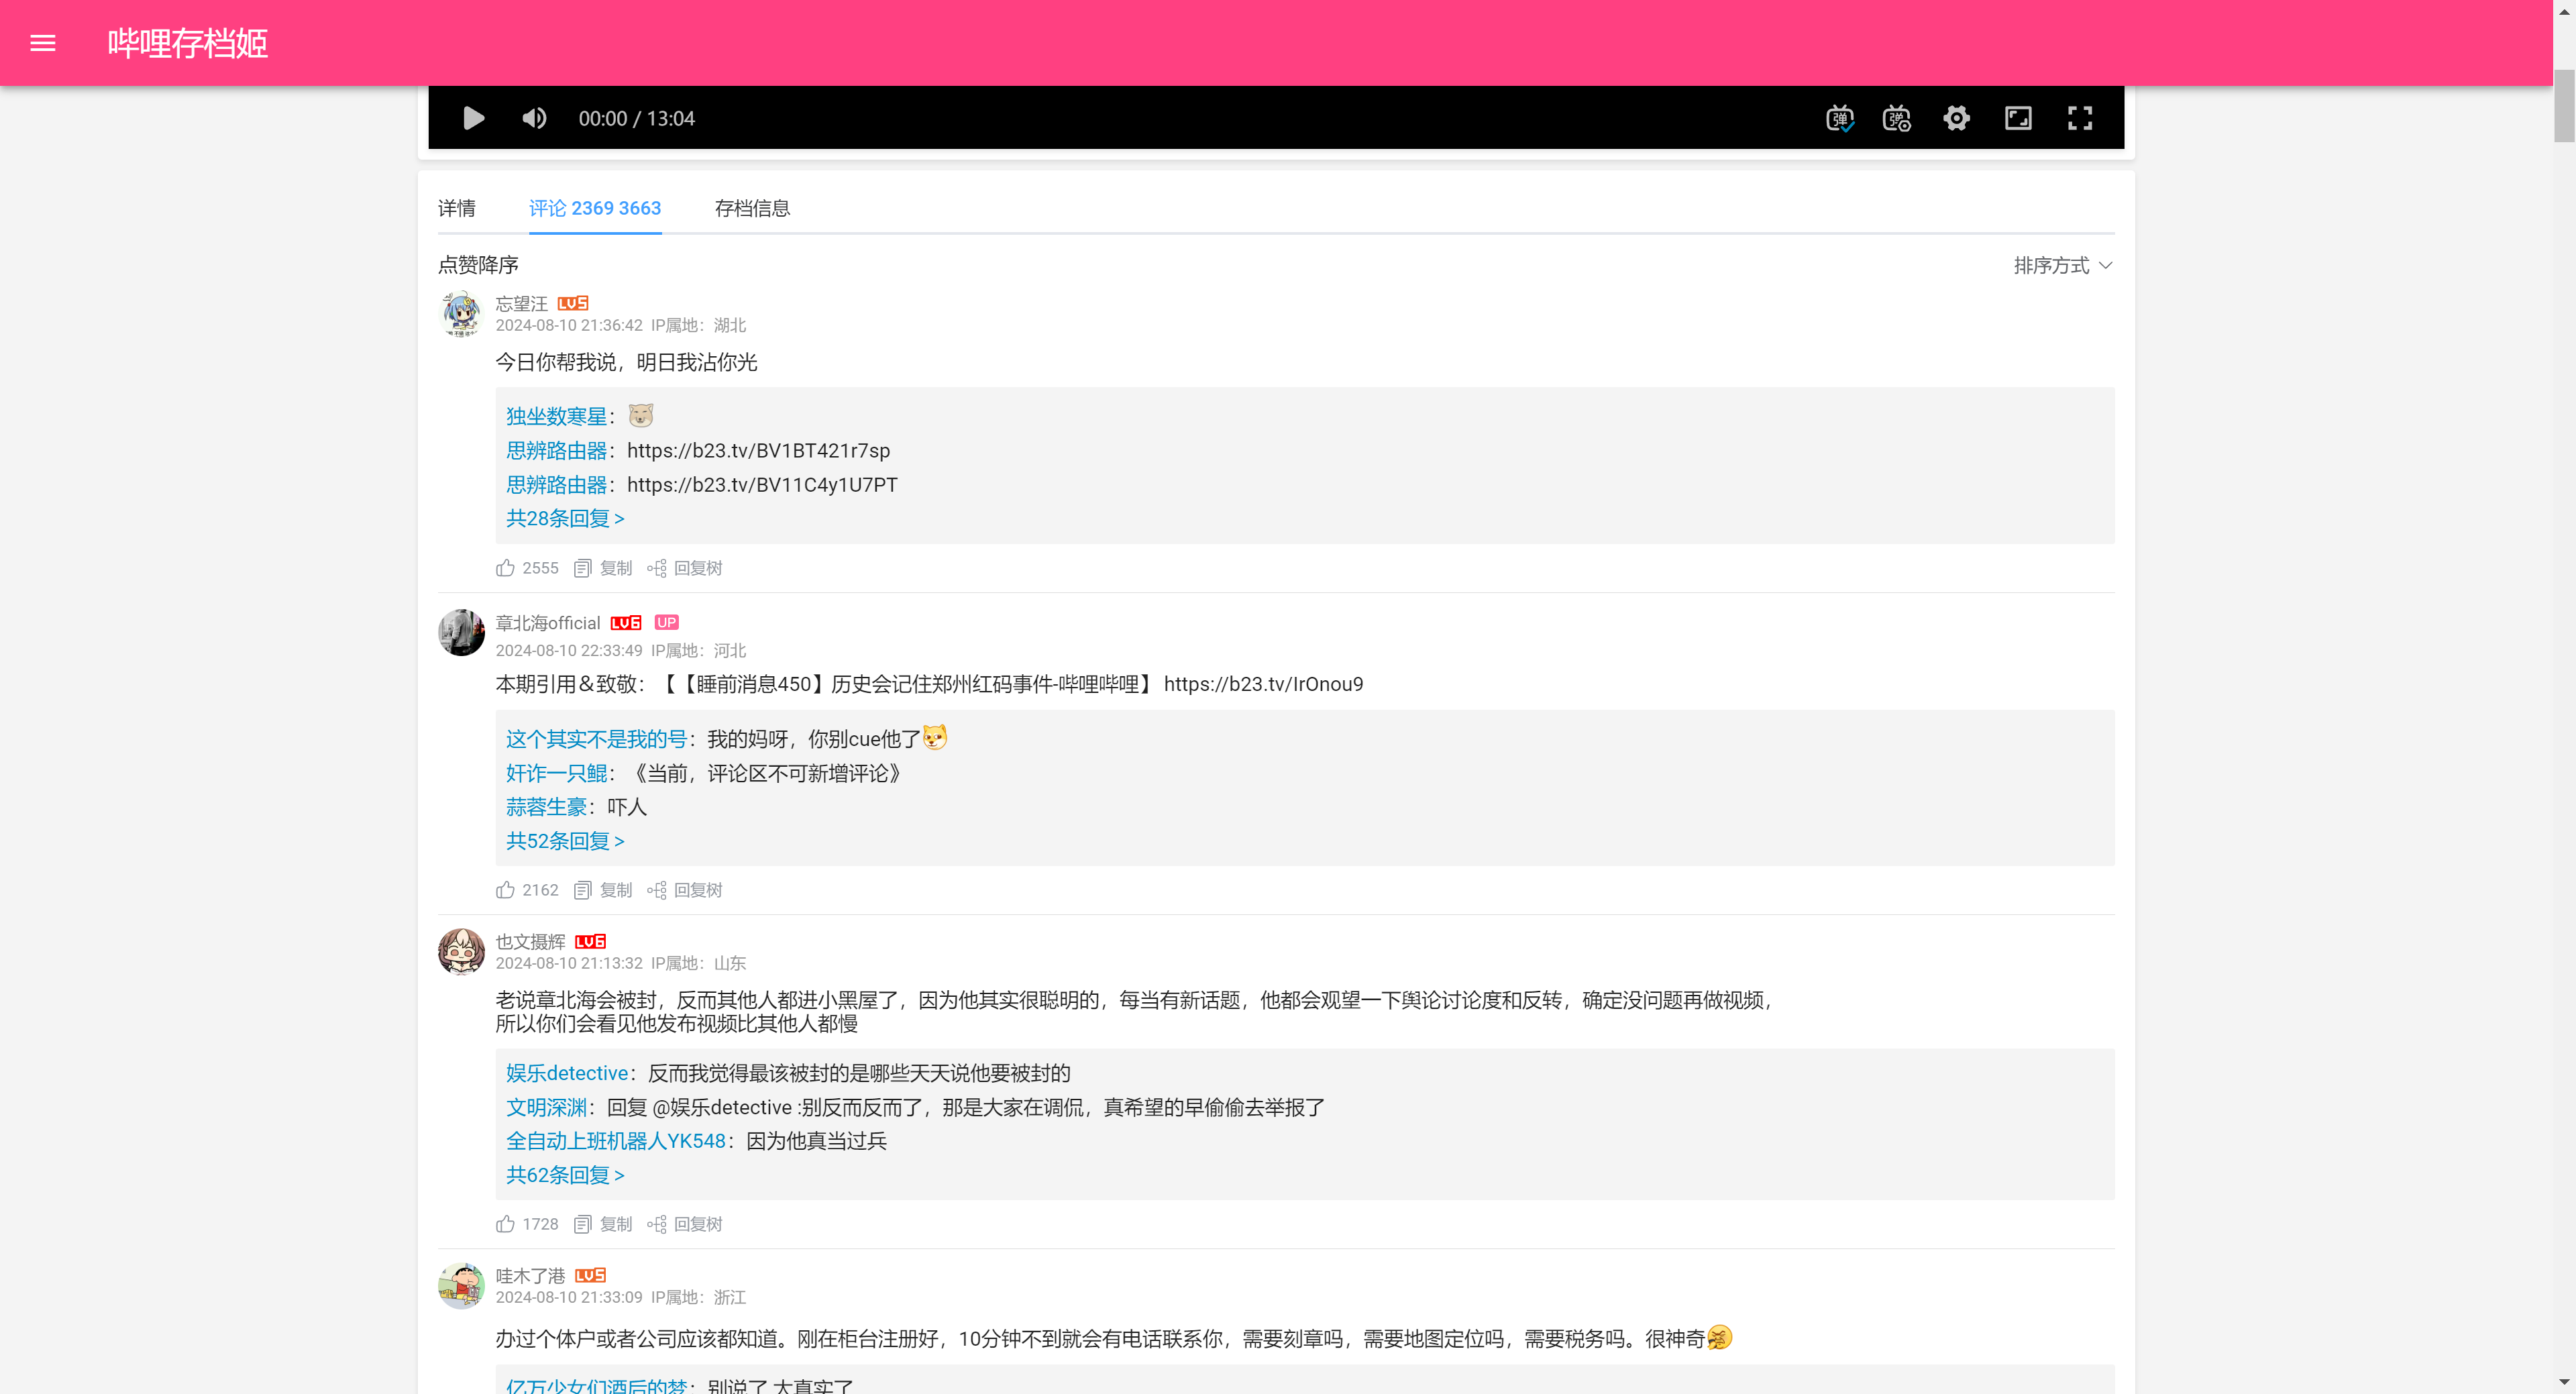 哔哩存档姬
00:00 / 13:04
弹 弹
详情 评论 2369 3663 存档信息
点赞降序 排序方式
忘望汪 LV5
2024-08-10 21:36:42 IP属地：湖北
今日你帮我说，明日我沾你光
独坐数寒星：
思辨路由器：https://b23.tv/BV1BT421r7sp
思辨路由器：https://b23.tv/BV11C4y1U7PT
共28条回复 >
2555 复制 回复树
章北海official LV6 UP
2024-08-10 22:33:49 IP属地：河北
本期引用＆致敬：【【睡前消息450】历史会记住郑州红码事件-哔哩哔哩】 https://b23.tv/IrOnou9
这个其实不是我的号：我的妈呀，你别cue他了
奸诈一只鲲：《当前，评论区不可新增评论》
蒜蓉生豪：吓人
共52条回复 >
2162 复制 回复树
也文摄辉 LV6
2024-08-10 21:13:32 IP属地：山东
老说章北海会被封，反而其他人都进小黑屋了，因为他其实很聪明的，每当有新话题，他都会观望一下舆论讨论度和反转，确定没问题再做视频，
所以你们会看见他发布视频比其他人都慢
娱乐detective：反而我觉得最该被封的是哪些天天说他要被封的
文明深渊：回复 @娱乐detective :别反而反而了，那是大家在调侃，真希望的早偷偷去举报了
全自动上班机器人YK548：因为他真当过兵
共62条回复 >
1728 复制 回复树
哇木了港 LV5
2024-08-10 21:33:09 IP属地：浙江
办过个体户或者公司应该都知道。刚在柜台注册好，10分钟不到就会有电话联系你，需要刻章吗，需要地图定位吗，需要税务吗。很神奇
亿万少女们酒后的梦：别说了,太真实了